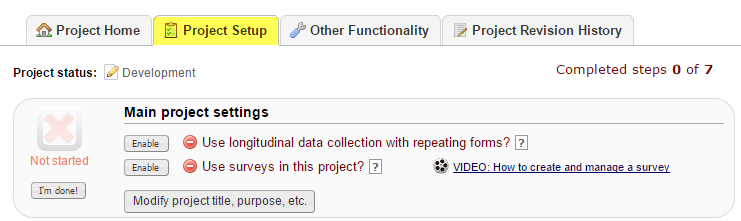 Project Home Project Setup Other Functionality Project Revision History
Project status: Development Completed steps 0 of 7
Main project settings
Not started
Enable Use longitudinal data collection with repeating forms? ?
Enable Use surveys in this project? ? VIDEO: How to create and manage a survey
I'm done!
Modify project title, purpose, etc.